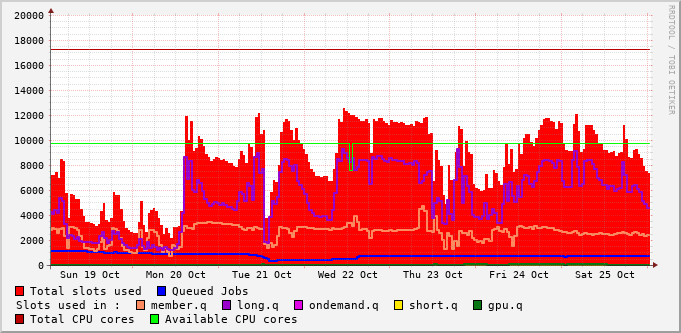 RRDTOOL / TOBI OETIKER
20000
18000
16000
14000
12000
10000
8000
6000
4000
2000
0
Sun 19 Oct Mon 20 Oct Tue 21 Oct Wed 22 Oct Thu 23 Oct Fri 24 Oct Sat 25 Oct
Total slots used Queued Jobs
Slots used in : member.q long.q ondemand.q short.q gpu.q
Total CPU cores Available CPU cores